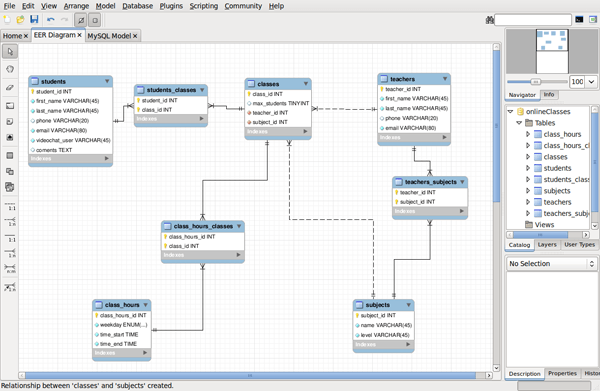 File Edit View Arrange Model Database Plugins Scripting Community Help
Home
EER Diagram
MySQL Model
100
Navigator Info
students
student_id INT
first_name VARCHAR(45)
last_name VARCHAR(45)
phone VARCHAR(20)
email VARCHAR(80)
videochat_user VARCHAR(45)
coments TEXT
Indexes
students_classes
student_id INT
class_id INT
Indexes
classes
class_id INT
max_students TINYINT
teacher_id INT
subject_id INT
Indexes
teachers
teacher_id INT
first_name VARCHAR(45)
last_name VARCHAR(45)
phone VARCHAR(20)
email VARCHAR(80)
Indexes
teachers_subjects
teacher_id INT
subject_id INT
Indexes
class_hours_classes
class_hours_id INT
class_id INT
Indexes
class_hours
class_hours_id INT
weekday ENUM(...)
time_start TIME
time_end TIME
Indexes
subjects
subject_id INT
name VARCHAR(45)
level VARCHAR(45)
Indexes
1:1
1:n
1:1
1:n
n:m
onlineClasses
Tables
class_hours
class_hours_cl
classes
students
students_class
subjects
teachers
teachers_subj
Views
Catalog Layers User Types
No Selection
Description Properties Histor
Relationship between 'classes' and 'subjects' created.